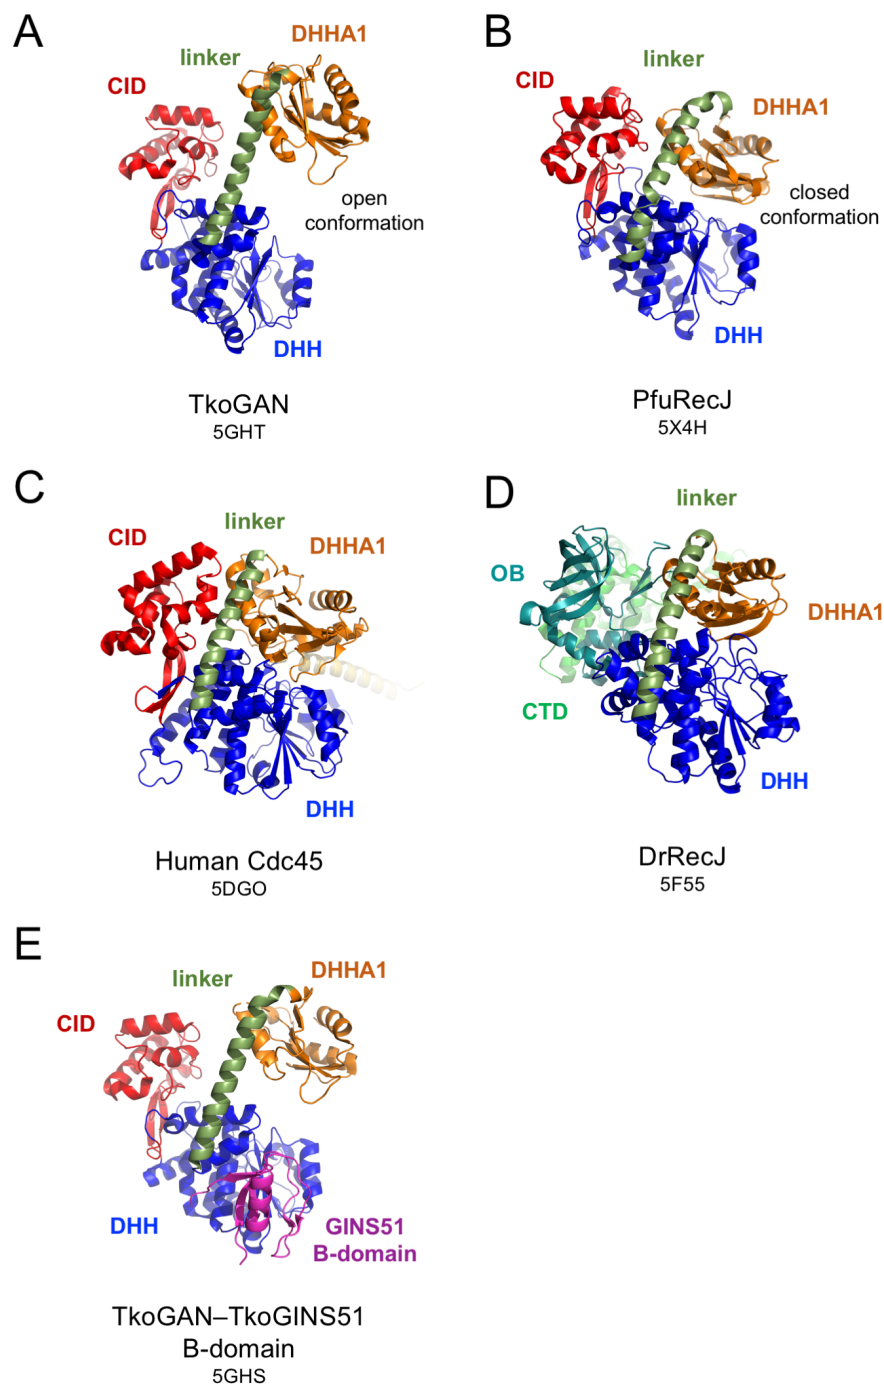 A
linker
DHHA1
CID
open
conformation
DHH
TkoGAN
5GHT
B
linker
CID
DHHA1
closed
conformation
DHH
PfuRecJ
5X4H
C
linker
CID
DHHA1
DHH
Human Cdc45
5DGO
D
linker
OB
DHHA1
CTD
DHH
DrRecJ
5F55
E
linker
DHHA1
CID
DHH
GINS51
B-domain
TkoGAN–TkoGINS51
B-domain
5GHS